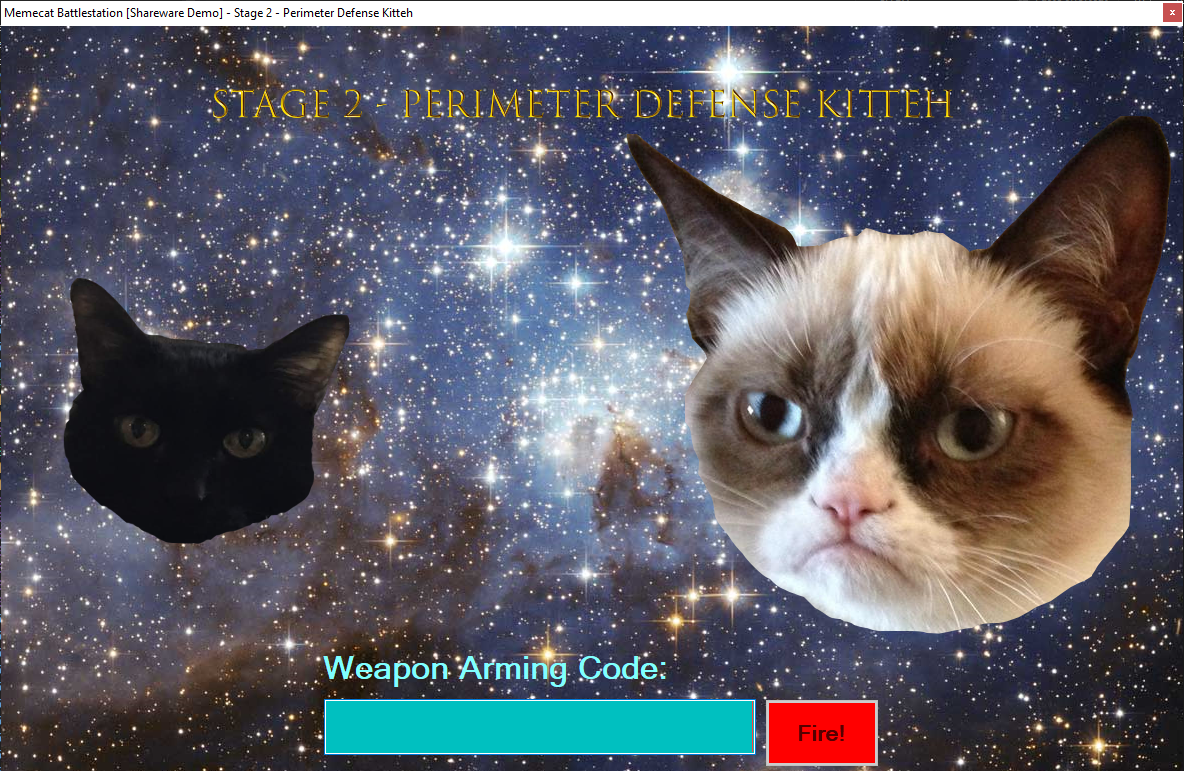 Memecat Battlestation [Shareware Demo] - Stage 2 - Perimeter Defense Kitteh
x
STAGE 2 - PERIMETER DEFENSE KITTEH
Weapon Arming Code:
Fire!